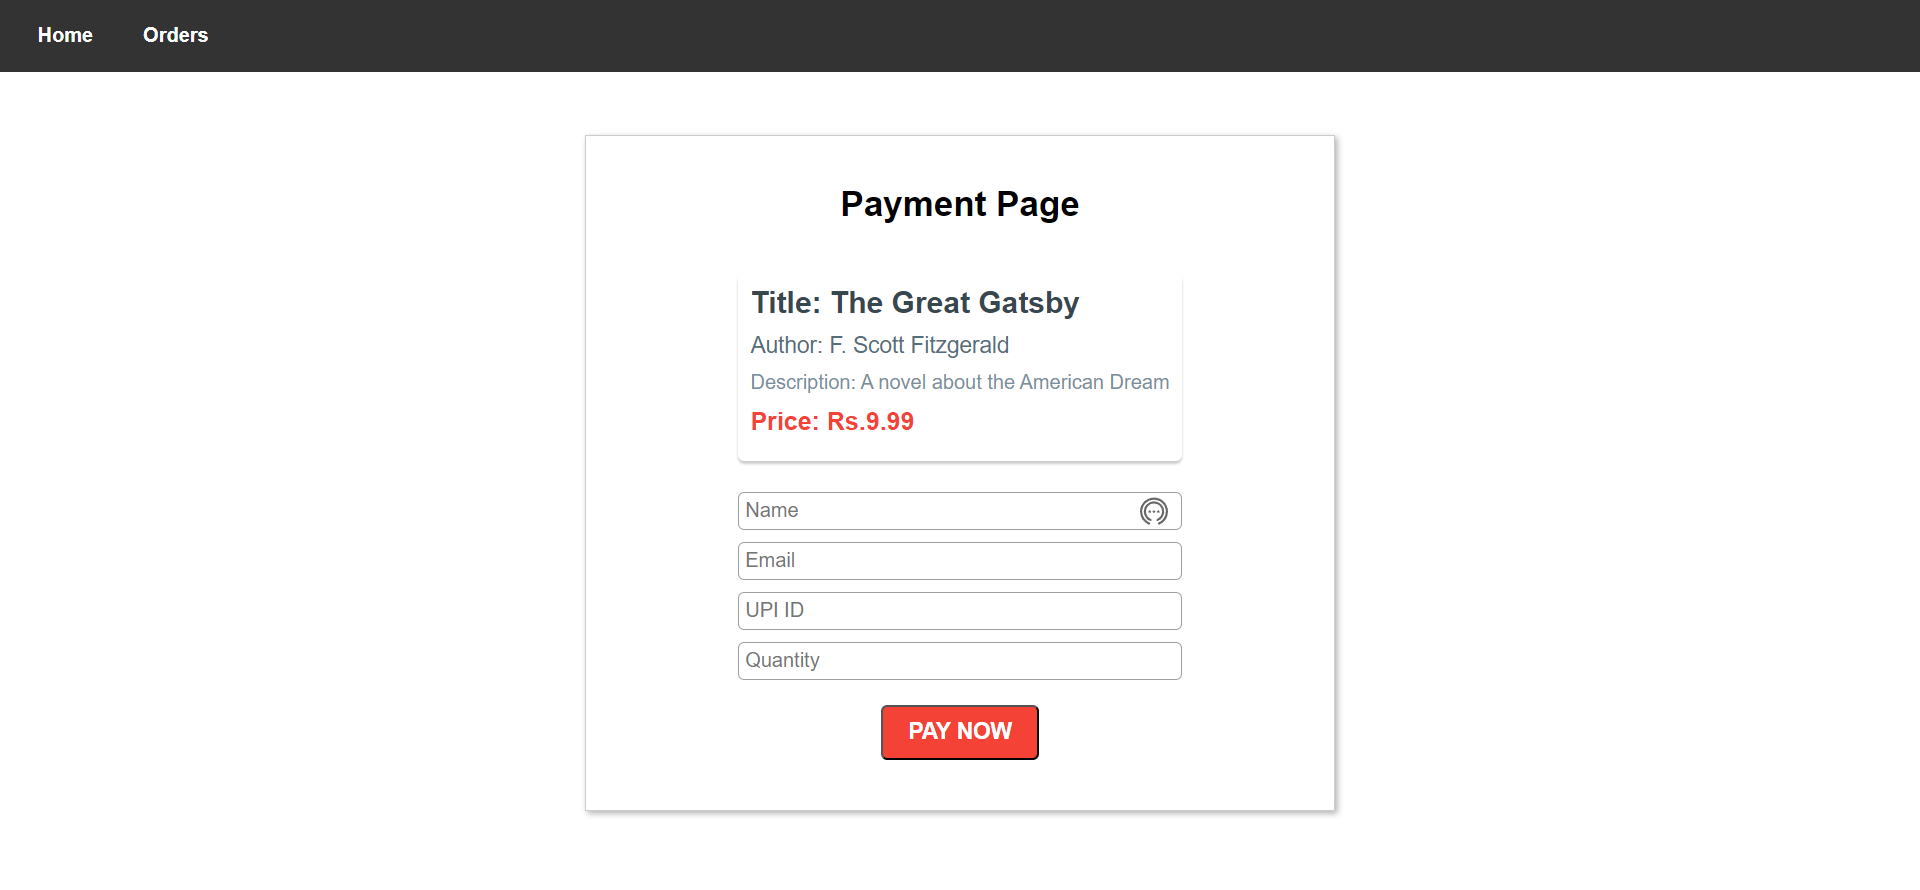 Home Orders
Payment Page
Title: The Great Gatsby
Author: F. Scott Fitzgerald
Description: A novel about the American Dream
Price: Rs.9.99
Name
Email
UPI ID
Quantity
PAY NOW